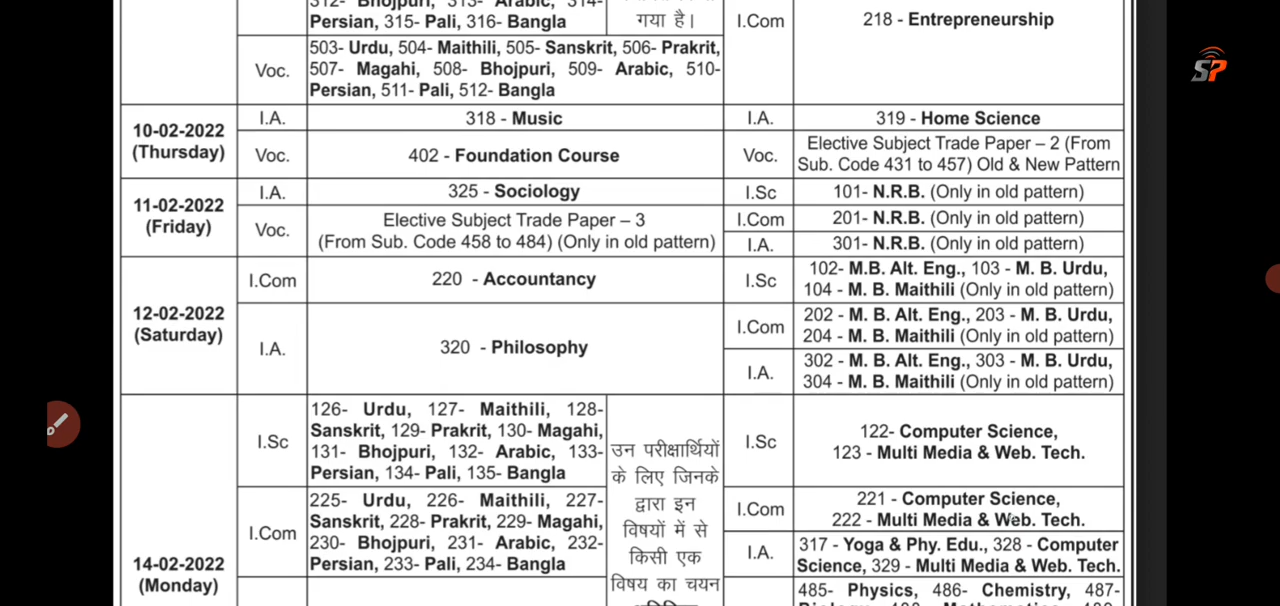 312- Bhojpuri, 313- Arabic, 314-
Persian, 315- Pali, 316- Bangla
गया है।
I.Com
218 - Entrepreneurship
Voc.
503- Urdu, 504- Maithili, 505- Sanskrit, 506- Prakrit,
507- Magahi, 508- Bhojpuri, 509- Arabic, 510-
Persian, 511- Pali, 512- Bangla
SP
10-02-2022
(Thursday)
I.A.
318 - Music
I.A.
319 - Home Science
Voc.
402 - Foundation Course
Voc.
Elective Subject Trade Paper – 2 (From
Sub. Code 431 to 457) Old & New Pattern
11-02-2022
(Friday)
I.A.
325 - Sociology
I.Sc
101- N.R.B. (Only in old pattern)
Voc.
Elective Subject Trade Paper – 3
(From Sub. Code 458 to 484) (Only in old pattern)
I.Com
201- N.R.B. (Only in old pattern)
I.A.
301- N.R.B. (Only in old pattern)
12-02-2022
(Saturday)
I.Com
220 - Accountancy
I.Sc
102- M.B. Alt. Eng., 103 - M. B. Urdu,
104 - M. B. Maithili (Only in old pattern)
I.A.
320 - Philosophy
I.Com
202 - M. B. Alt. Eng., 203 - M. B. Urdu,
204 - M. B. Maithili (Only in old pattern)
I.A.
302 - M. B. Alt. Eng., 303 - M. B. Urdu,
304 - M. B. Maithili (Only in old pattern)
14-02-2022
(Monday)
I.Sc
126- Urdu, 127- Maithili, 128-
Sanskrit, 129- Prakrit, 130- Magahi,
131- Bhojpuri, 132- Arabic, 133-
Persian, 134- Pali, 135- Bangla
I.Com
225- Urdu, 226- Maithili, 227-
Sanskrit, 228- Prakrit, 229- Magahi,
230- Bhojpuri, 231- Arabic, 232-
Persian, 233- Pali, 234- Bangla
उन परीक्षार्थियों
के लिए जिनके
द्वारा इन
विषयों में से
किसी एक
विषय का चयन
I.Sc
122- Computer Science,
123 - Multi Media & Web. Tech.
I.Com
221 - Computer Science,
222 - Multi Media & Web. Tech.
I.A.
317 - Yoga & Phy. Edu., 328 - Computer
Science, 329 - Multi Media & Web. Tech.
485- Physics, 486- Chemistry, 487-